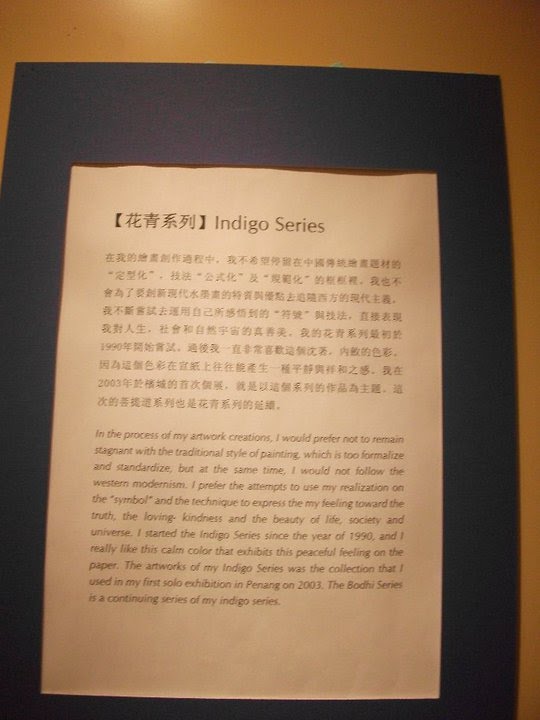 【花青系列】Indigo Series
在我的繪畫創作過程中，我不希望停留在中國傳統繪畫題材的
“定型化”，技法“公式化”及“規範化”的框框裡，我也不
會為了要創新現代水墨畫的特質與優點去追隨西方的現代主義，
我不斷嘗試去運用自己所感悟到的“符號”與技法，直接表現
我對人生，社會和自然宇宙的真善美。我的花青系列最初於
1990年開始嘗試，過後我一直非常喜歡這個沈著，內斂的色彩，
因為這個色彩在宣紙上往往能產生一種平靜與祥和之感。我在
2003年於檳城的首次個展，就是以這個系列的作品為主題，這
次的菩提道系列也是花青系列的延續。
In the process of my artwork creations, I would prefer not to remain
stagnant with the traditional style of painting, which is too formalize
and standardize, but at the same time, I would not follow the
western modernism. I prefer the attempts to use my realization on
the "symbol" and the technique to express the my feeling toward the
truth, the loving- kindness and the beauty of life, society and
universe. I started the Indigo Series since the year of 1990, and I
really like this calm color that exhibits this peaceful feeling on the
paper. The artworks of my Indigo Series was the collection that I
used in my first solo exhibition in Penang on 2003. The Bodhi Series
is a continuing series of my indigo series.